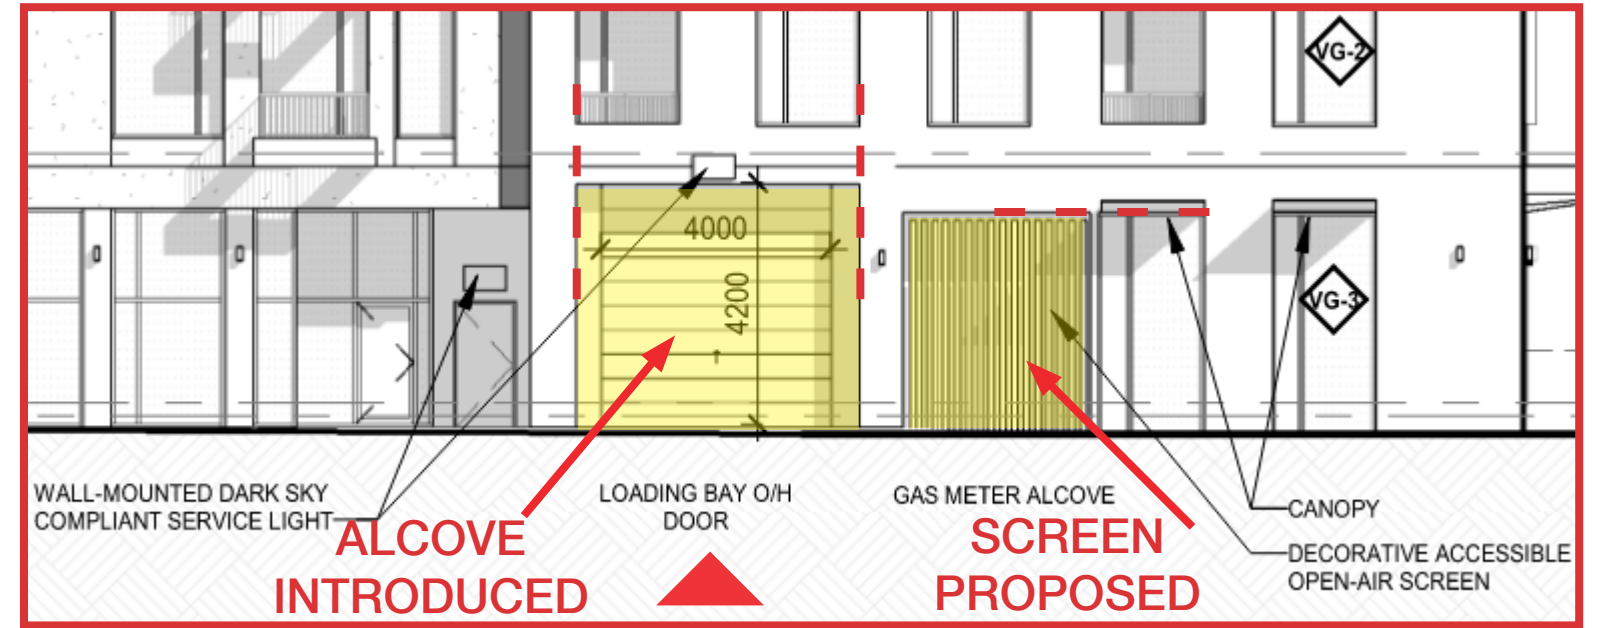 VG-2
4000
4200
VG-3
WALL-MOUNTED DARK SKY
COMPLIANT SERVICE LIGHT
LOADING BAY O/H
DOOR
GAS METER ALCOVE
CANOPY
DECORATIVE ACCESSIBLE
OPEN-AIR SCREEN
ALCOVE
INTRODUCED
SCREEN
PROPOSED